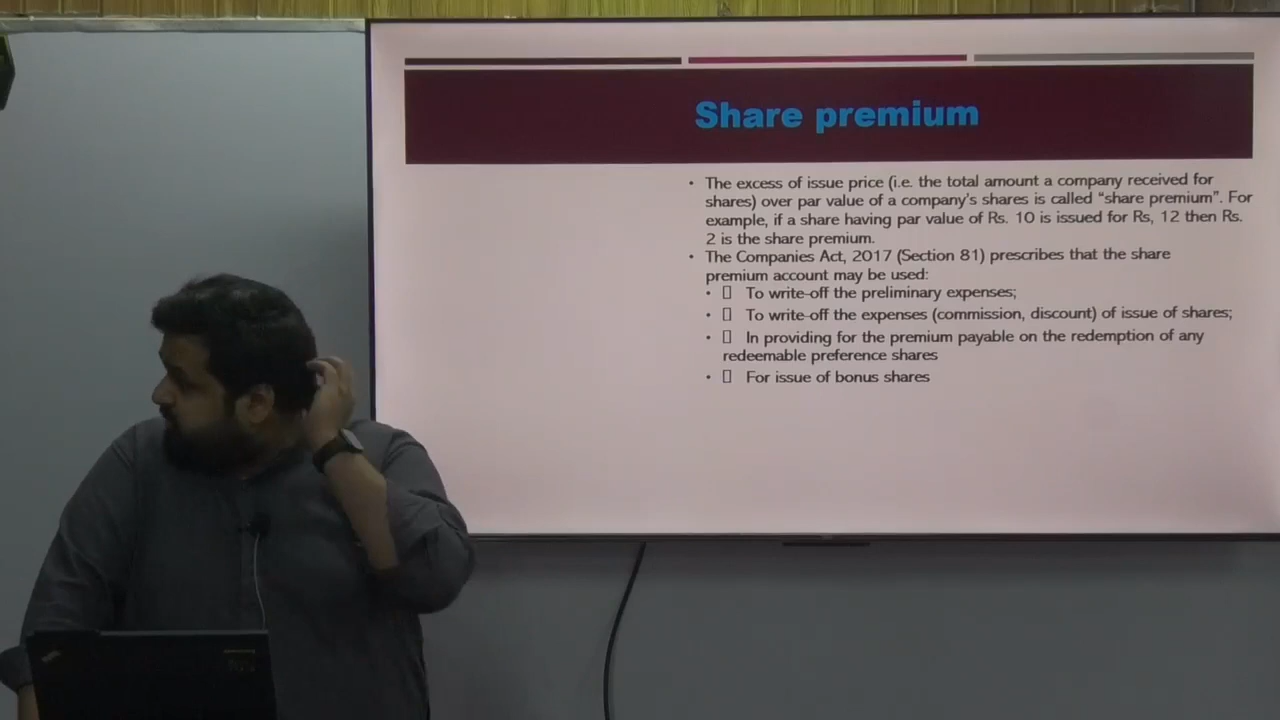 Share premium
• The excess of issue price (i.e. the total amount a company received for
shares) over par value of a company's shares is called “share premium”. For
example, if a share having par value of Rs. 10 is issued for Rs, 12 then Rs.
2 is the share premium.
• The Companies Act, 2017 (Section 81) prescribes that the share
premium account may be used:
• ▯ To write-off the preliminary expenses;
• ▯ To write-off the expenses (commission, discount) of issue of shares;
• ▯ In providing for the premium payable on the redemption of any
redeemable preference shares
• ▯ For issue of bonus shares